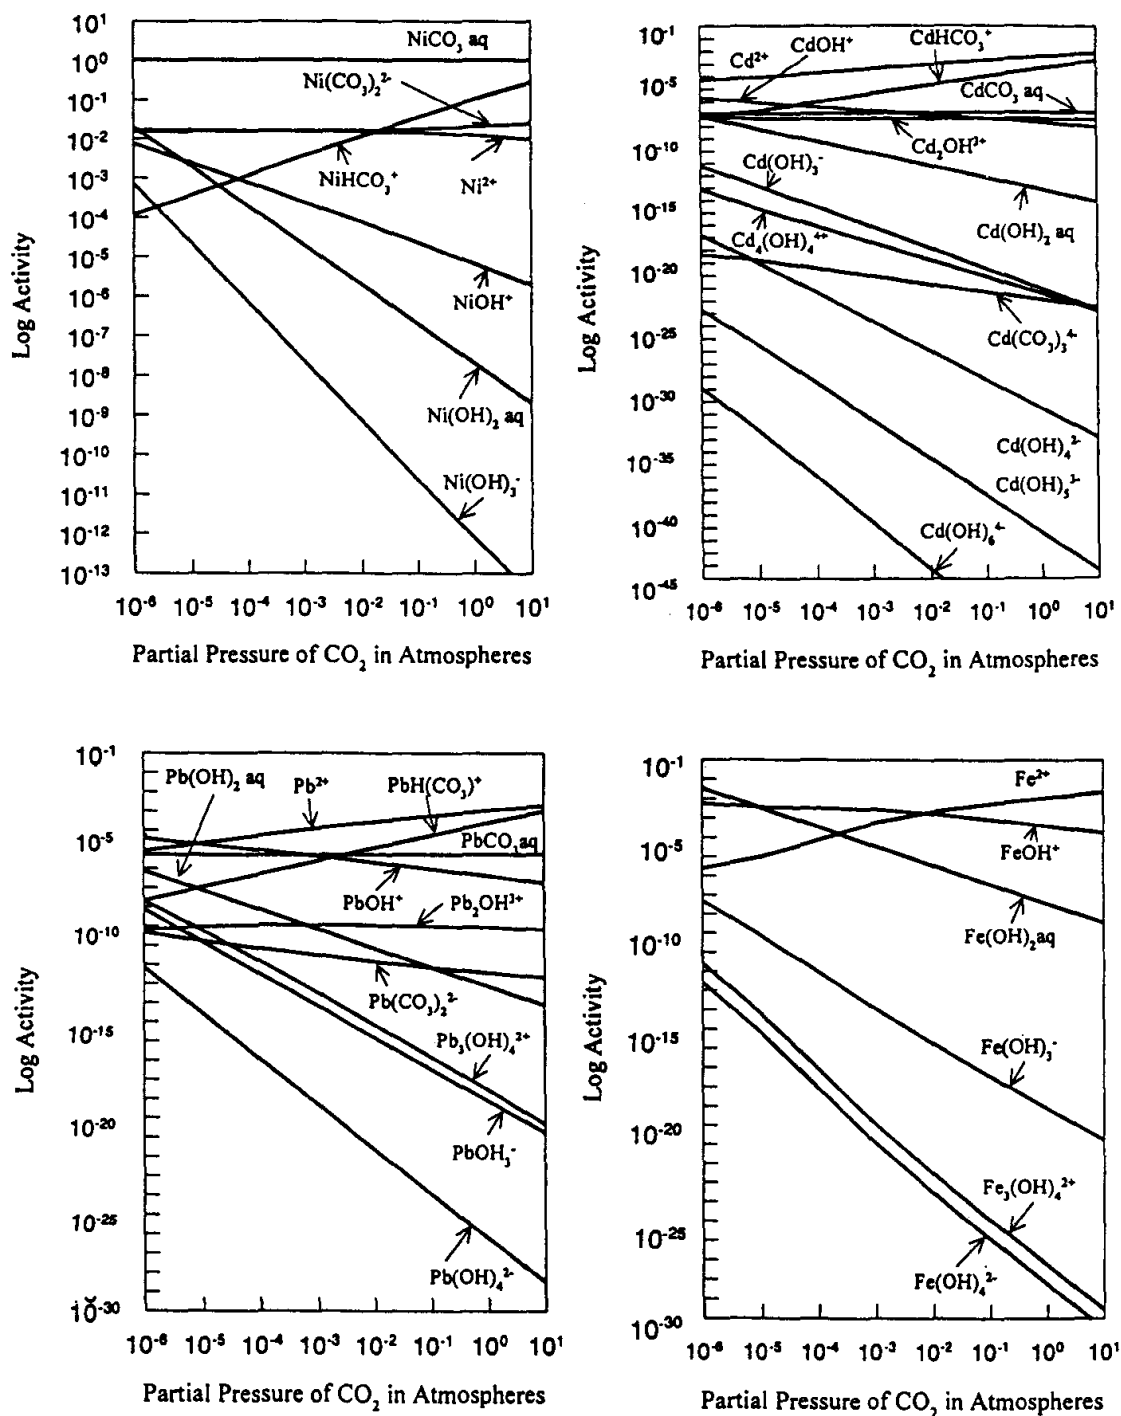 10¹
10⁰
10⁻¹
10⁻²
10⁻³
10⁻⁴
10⁻⁵
10⁻⁶
10⁻⁷
10⁻⁸
10⁻⁹
10⁻¹⁰
10⁻¹¹
10⁻¹²
10⁻¹³
Log Activity
NiCO₃ aq
Ni(CO₃)₂²⁻
NiHCO₃⁺
Ni²⁺
NiOH⁺
Ni(OH)₂ aq
Ni(OH)₃⁻
10⁻⁶ 10⁻⁵ 10⁻⁴ 10⁻³ 10⁻² 10⁻¹ 10⁰ 10¹
Partial Pressure of CO₂ in Atmospheres
10⁻¹
10⁻⁵
10⁻¹⁰
10⁻¹⁵
10⁻²⁰
10⁻²⁵
10⁻³⁰
10⁻³⁵
10⁻⁴⁰
10⁻⁴⁵
Log Activity
Cd²⁺
CdOH⁺
CdHCO₃⁺
CdCO₃ aq
Cd₂OH³⁺
Cd(OH)₃⁻
Cd₄(OH)₄⁴⁺
Cd(OH)₂ aq
Cd(CO₃)₃⁴⁻
Cd(OH)₄²⁻
Cd(OH)₅³⁻
Cd(OH)₆⁴⁻
10⁻⁶ 10⁻⁵ 10⁻⁴ 10⁻³ 10⁻² 10⁻¹ 10⁰ 10¹
Partial Pressure of CO₂ in Atmospheres
10⁻¹
10⁻⁵
10⁻¹⁰
10⁻¹⁵
10⁻²⁰
10⁻²⁵
10⁻³⁰
Log Activity
Pb(OH)₂ aq
Pb²⁺
PbH(CO₃)⁺
PbCO₃aq
PbOH⁺
Pb₂OH³⁺
Pb(CO₃)₂²⁻
Pb₃(OH)₄²⁺
PbOH₃⁻
Pb(OH)₄²⁻
10⁻⁶ 10⁻⁵ 10⁻⁴ 10⁻³ 10⁻² 10⁻¹ 10⁰ 10¹
Partial Pressure of CO₂ in Atmospheres
10⁻¹
10⁻⁵
10⁻¹⁰
10⁻¹⁵
10⁻²⁰
10⁻²⁵
10⁻³⁰
Log Activity
Fe²⁺
FeOH⁺
Fe(OH)₂aq
Fe(OH)₃⁻
Fe₃(OH)₄²⁺
Fe(OH)₄²⁻
10⁻⁶ 10⁻⁵ 10⁻⁴ 10⁻³ 10⁻² 10⁻¹ 10⁰ 10¹
Partial Pressure of CO₂ in Atmospheres